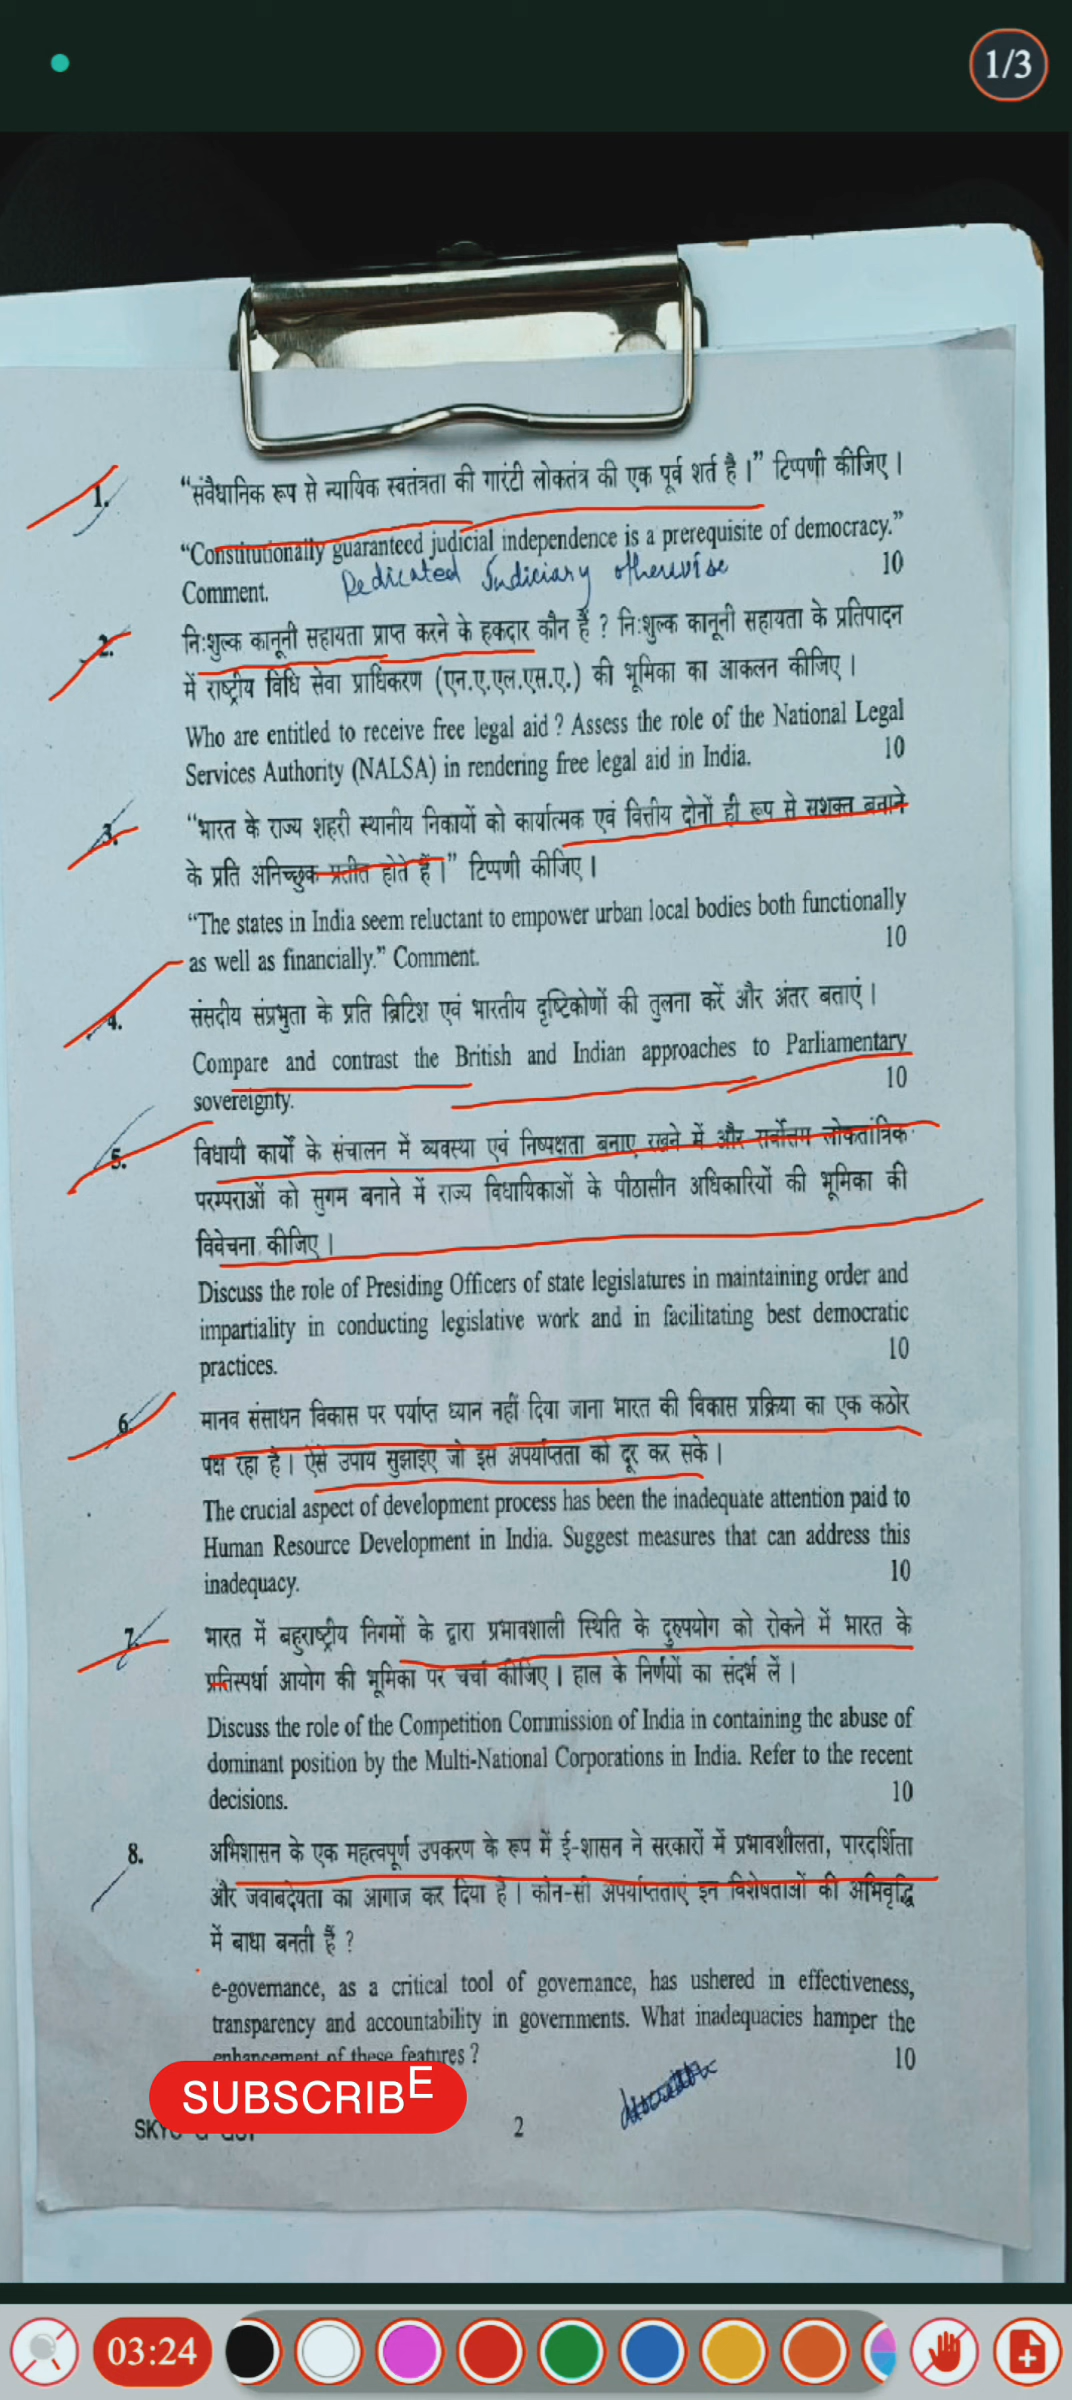 1/3
1. “संवैधानिक रूप से न्यायिक स्वतंत्रता की गारंटी लोकतंत्र की एक पूर्व शर्त है।” टिप्पणी कीजिए।
“Constitutionally guaranteed judicial independence is a prerequisite of democracy.”
Comment. 10
Dedicated Judiciary otherwise
2. नि:शुल्क कानूनी सहायता प्राप्त करने के हकदार कौन हैं ? नि:शुल्क कानूनी सहायता के प्रतिपादन
में राष्ट्रीय विधि सेवा प्राधिकरण (एन.ए.एल.एस.ए.) की भूमिका का आकलन कीजिए।
Who are entitled to receive free legal aid ? Assess the role of the National Legal
Services Authority (NALSA) in rendering free legal aid in India. 10
3. “भारत के राज्य शहरी स्थानीय निकायों को कार्यात्मक एवं वित्तीय दोनों ही रूप से सशक्त बनाने
के प्रति अनिच्छुक प्रतीत होते हैं।” टिप्पणी कीजिए।
“The states in India seem reluctant to empower urban local bodies both functionally
as well as financially.” Comment. 10
4. संसदीय संप्रभुता के प्रति ब्रिटिश एवं भारतीय दृष्टिकोणों की तुलना करें और अंतर बताएं।
Compare and contrast the British and Indian approaches to Parliamentary
sovereignty. 10
5. विधायी कार्यों के संचालन में व्यवस्था एवं निष्पक्षता बनाए रखने में और सर्वोत्तम लोकतांत्रिक
परम्पराओं को सुगम बनाने में राज्य विधायिकाओं के पीठासीन अधिकारियों की भूमिका की
विवेचना कीजिए।
Discuss the role of Presiding Officers of state legislatures in maintaining order and
impartiality in conducting legislative work and in facilitating best democratic
practices. 10
6. मानव संसाधन विकास पर पर्याप्त ध्यान नहीं दिया जाना भारत की विकास प्रक्रिया का एक कठोर
पक्ष रहा है। ऐसे उपाय सुझाइए जो इस अपर्याप्तता को दूर कर सके।
The crucial aspect of development process has been the inadequate attention paid to
Human Resource Development in India. Suggest measures that can address this
inadequacy. 10
7. भारत में बहुराष्ट्रीय निगमों के द्वारा प्रभावशाली स्थिति के दुरुपयोग को रोकने में भारत के
प्रतिस्पर्धा आयोग की भूमिका पर चर्चा कीजिए। हाल के निर्णयों का संदर्भ लें।
Discuss the role of the Competition Commission of India in containing the abuse of
dominant position by the Multi-National Corporations in India. Refer to the recent
decisions. 10
8. अभिशासन के एक महत्वपूर्ण उपकरण के रूप में ई-शासन ने सरकारों में प्रभावशीलता, पारदर्शिता
और जवाबदेयता का आगाज कर दिया है। कौन-सी अपर्याप्तताएं इन विशेषताओं की अभिवृद्धि
में बाधा बनती हैं ?
e-governance, as a critical tool of governance, has ushered in effectiveness,
transparency and accountability in governments. What inadequacies hamper the
enhancement of these features ? 10
SUBSCRIBE
2
03:24